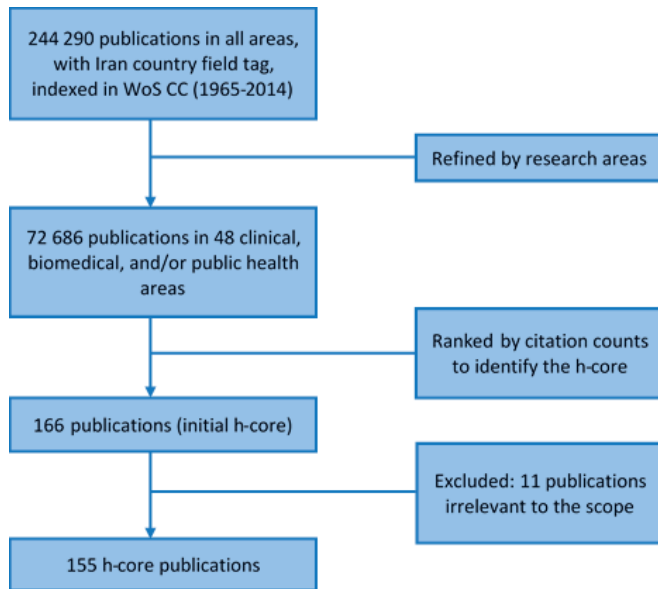 244 290 publications in all areas,
with Iran country field tag,
indexed in WoS CC (1965-2014)
Refined by research areas
72 686 publications in 48 clinical,
biomedical, and/or public health
areas
Ranked by citation counts
to identify the h-core
166 publications (initial h-core)
Excluded: 11 publications
irrelevant to the scope
155 h-core publications